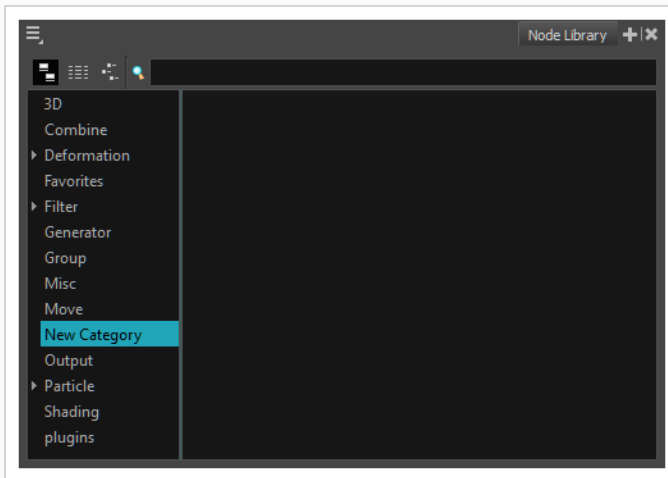 Node Library
3D
Combine
Deformation
Favorites
Filter
Generator
Group
Misc
Move
New Category
Output
Particle
Shading
plugins